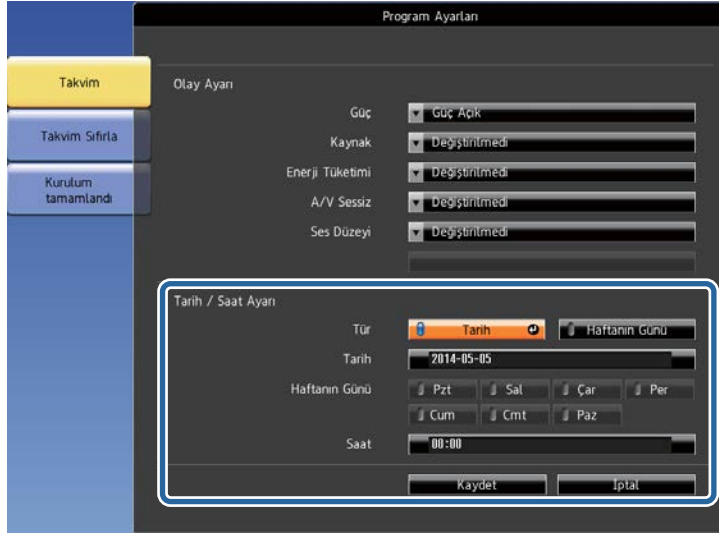 Program Ayarları
Takvim
Takvim Sıfırla
Kurulum
tamamlandı
Olay Ayarı
Güç Güç Açık
Kaynak Değiştirilmedi
Enerji Tüketimi Değiştirilmedi
A/V Sessiz Değiştirilmedi
Ses Düzeyi Değiştirilmedi
Tarih / Saat Ayarı
Tür Tarih Haftanın Günü
Tarih 2014-05-05
Haftanın Günü Pzt Sal Çar Per
Cum Cmt Paz
Saat 00:00
Kaydet İptal